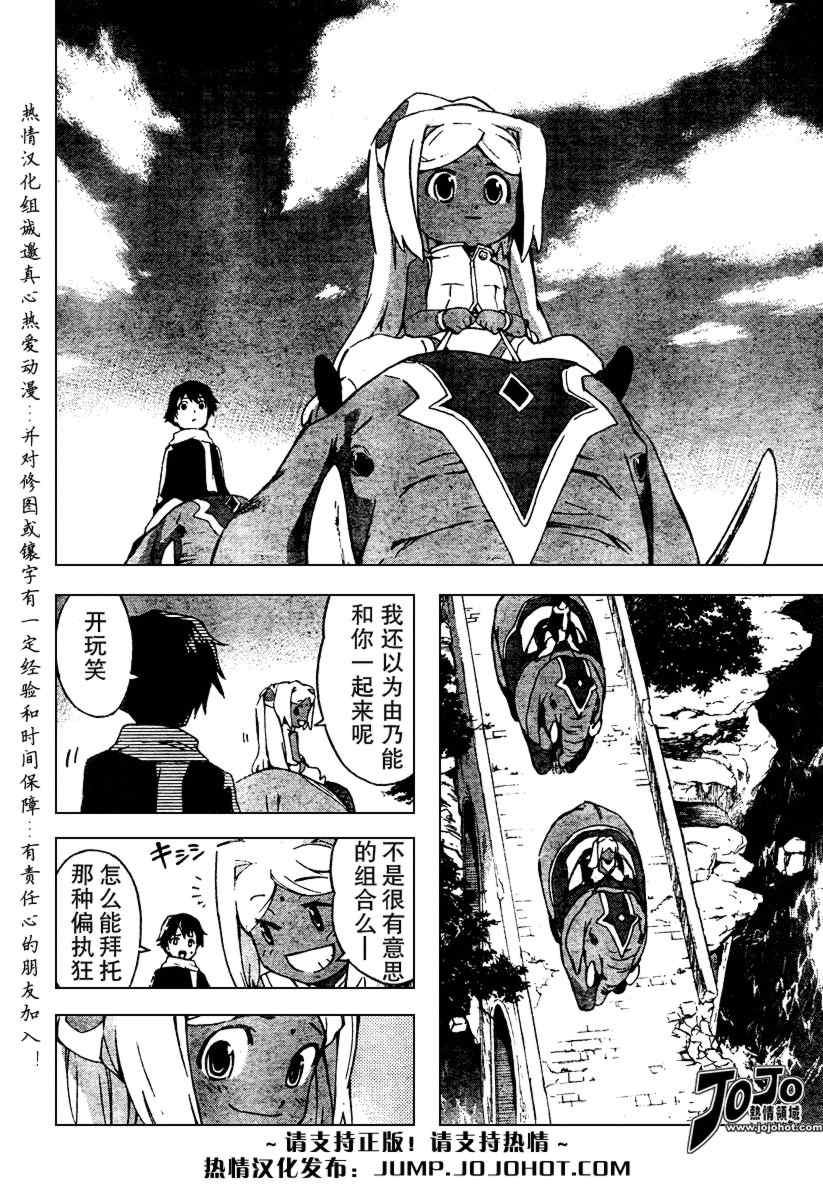 热情汉化组诚邀真心热爱动漫…并对修图或镶字有一定经验和时间保障…有责任心的朋友加入！
我还以为由乃能
和你一起来呢
开玩笑
不是很有意思
的组合么—
キシシ
怎么能拜托
那种偏执狂
JOJO
熱情領域
www.jojohot.com
~ 请支持正版！请支持热情 ~
热情汉化发布：JUMP.JOJOHOT.COM